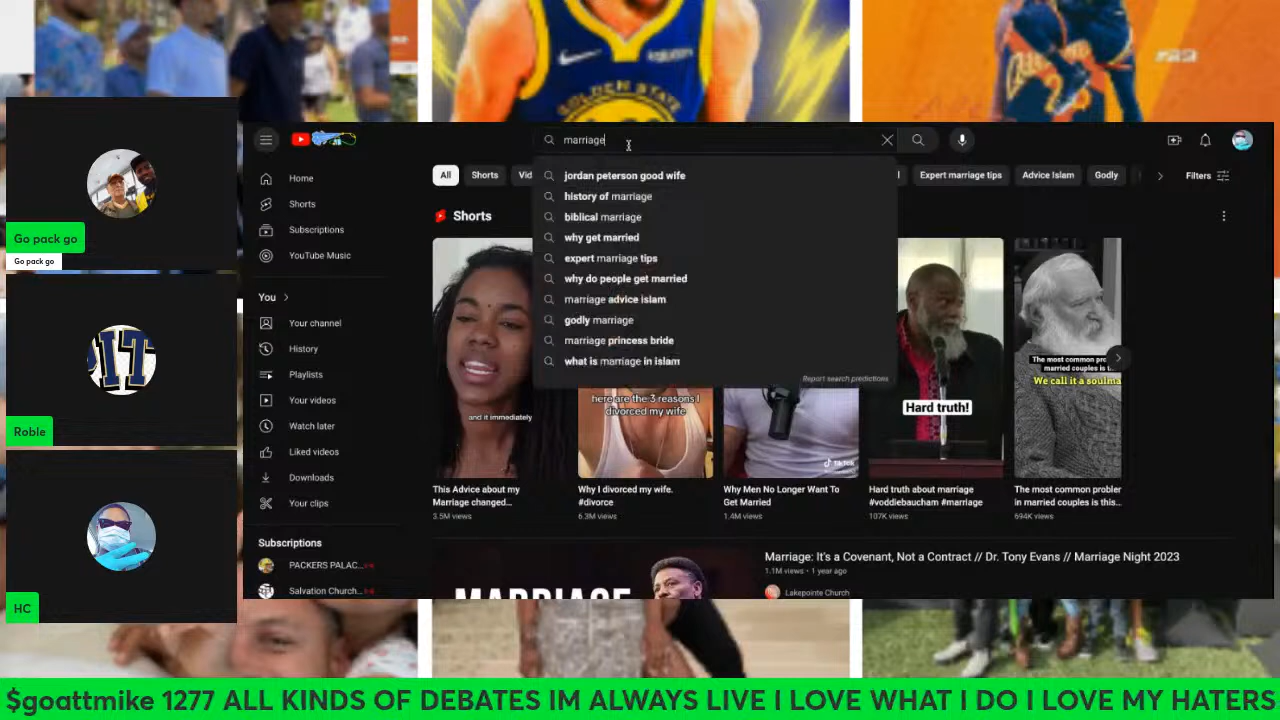 GOLDEN STATE
marriage
All
Shorts
Vid
Expert marriage tips
Advice Islam
Godly
Filters
jordan peterson good wife
history of marriage
biblical marriage
why get married
expert marriage tips
why do people get married
marriage advice islam
godly marriage
marriage princess bride
what is marriage in islam
Report search predictions
Home
Shorts
Subscriptions
YouTube Music
You
Your channel
History
Playlists
Your videos
Watch later
Liked videos
Downloads
Your clips
Subscriptions
PACKERS PALAC...
Salvation Church...
Shorts
and it immediately
here are the 3 reasons I
divorced my wife
TikTok
Hard truth!
The most common pro
married couples is t
We call it a soulma
This Advice about my
Marriage changed...
3.5M views
Why I divorced my wife.
#divorce
6.3M views
Why Men No Longer Want To
Get Married
1.4M views
Hard truth about marriage
#voddiebaucham #marriage
107K views
The most common probler
in married couples is this...
694K views
MARRIAGE
Marriage: It's a Covenant, Not a Contract // Dr. Tony Evans // Marriage Night 2023
1.1M views • 1 year ago
Lakepointe Church
Go pack go
Go pack go
Roble
HC
$goattmike 1277 ALL KINDS OF DEBATES IM ALWAYS LIVE I LOVE WHAT I DO I LOVE MY HATERS